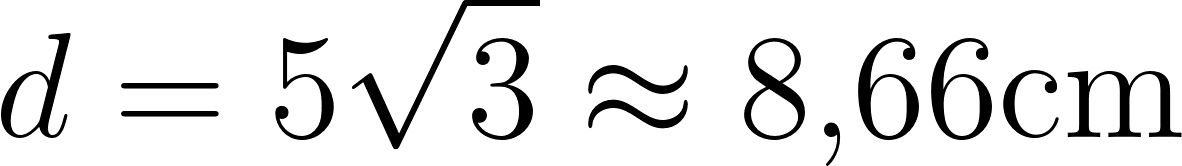 d = 5√3 ≈ 8,66cm